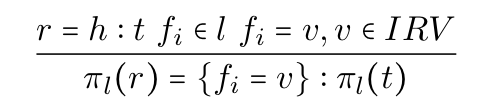 r = h : t f_i ∈ l f_i = v, v ∈ IRV
π_l(r) = {f_i = v} : π_l(t)